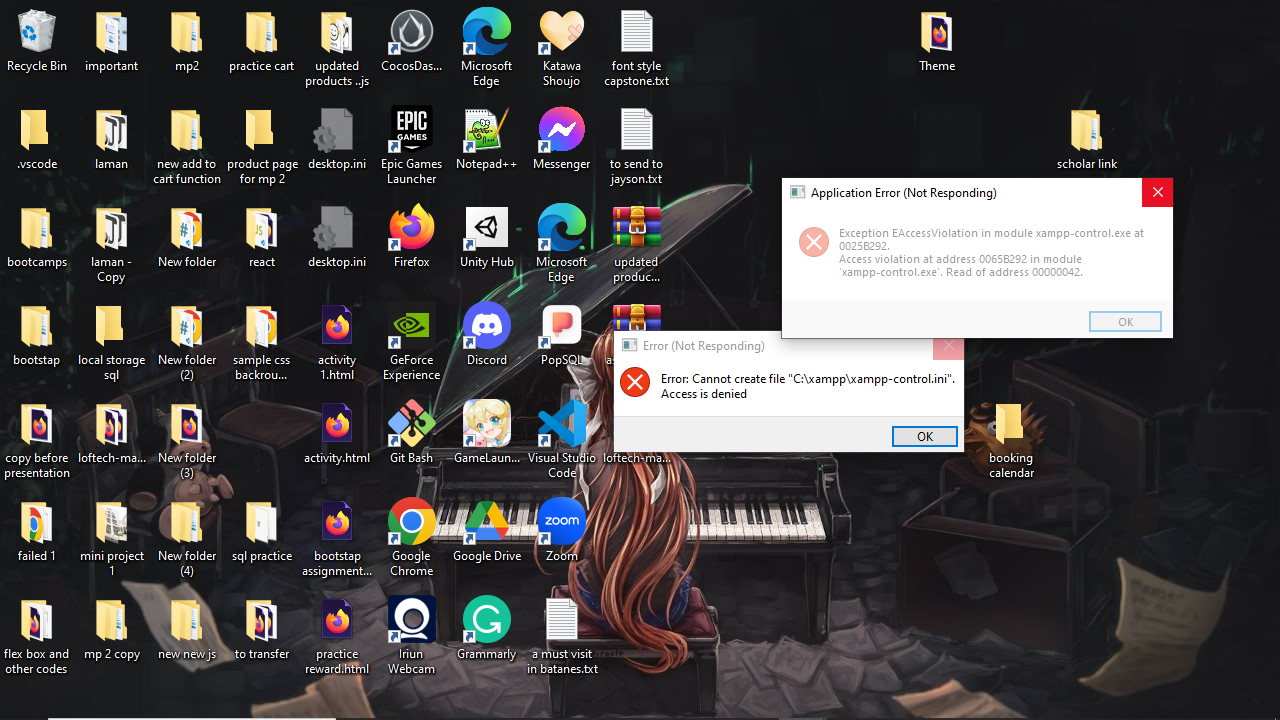 Recycle Bin
important
mp2
practice cart
updated
products ..js
CocosDas...
Microsoft
Edge
Katawa
Shoujo
font style
capstone.txt
Theme
.vscode
laman
new add to
cart function
product page
for mp 2
desktop.ini
EPIC
GAMES
Epic Games
Launcher
Notepad++
Messenger
to send to
jayson.txt
scholar link
bootcamps
laman -
Copy
New folder
react
desktop.ini
Firefox
Unity Hub
Microsoft
Edge
updated
produc...
Application Error (Not Responding)
Exception EAccessViolation in module xampp-control.exe at
0025B292.
Access violation at address 0065B292 in module
'xampp-control.exe'. Read of address 00000042.
OK
bootstap
local storage
sql
New folder
(2)
sample css
backrou...
activity
1.html
GeForce
Experience
Discord
PopSQL
Error (Not Responding)
Error: Cannot create file "C:\xampp\xampp-control.ini".
Access is denied
OK
copy before
presentation
loftech-ma...
New folder
(3)
activity.html
Git Bash
GameLaun...
Visual Studio
Code
loftech-ma...
booking
calendar
failed 1
mini project
1
New folder
(4)
sql practice
bootstap
assignment...
Google
Chrome
Google Drive
zoom
Zoom
flex box and
other codes
mp 2 copy
new new js
to transfer
practice
reward.html
Iriun
Webcam
Grammarly
a must visit
in batanes.txt